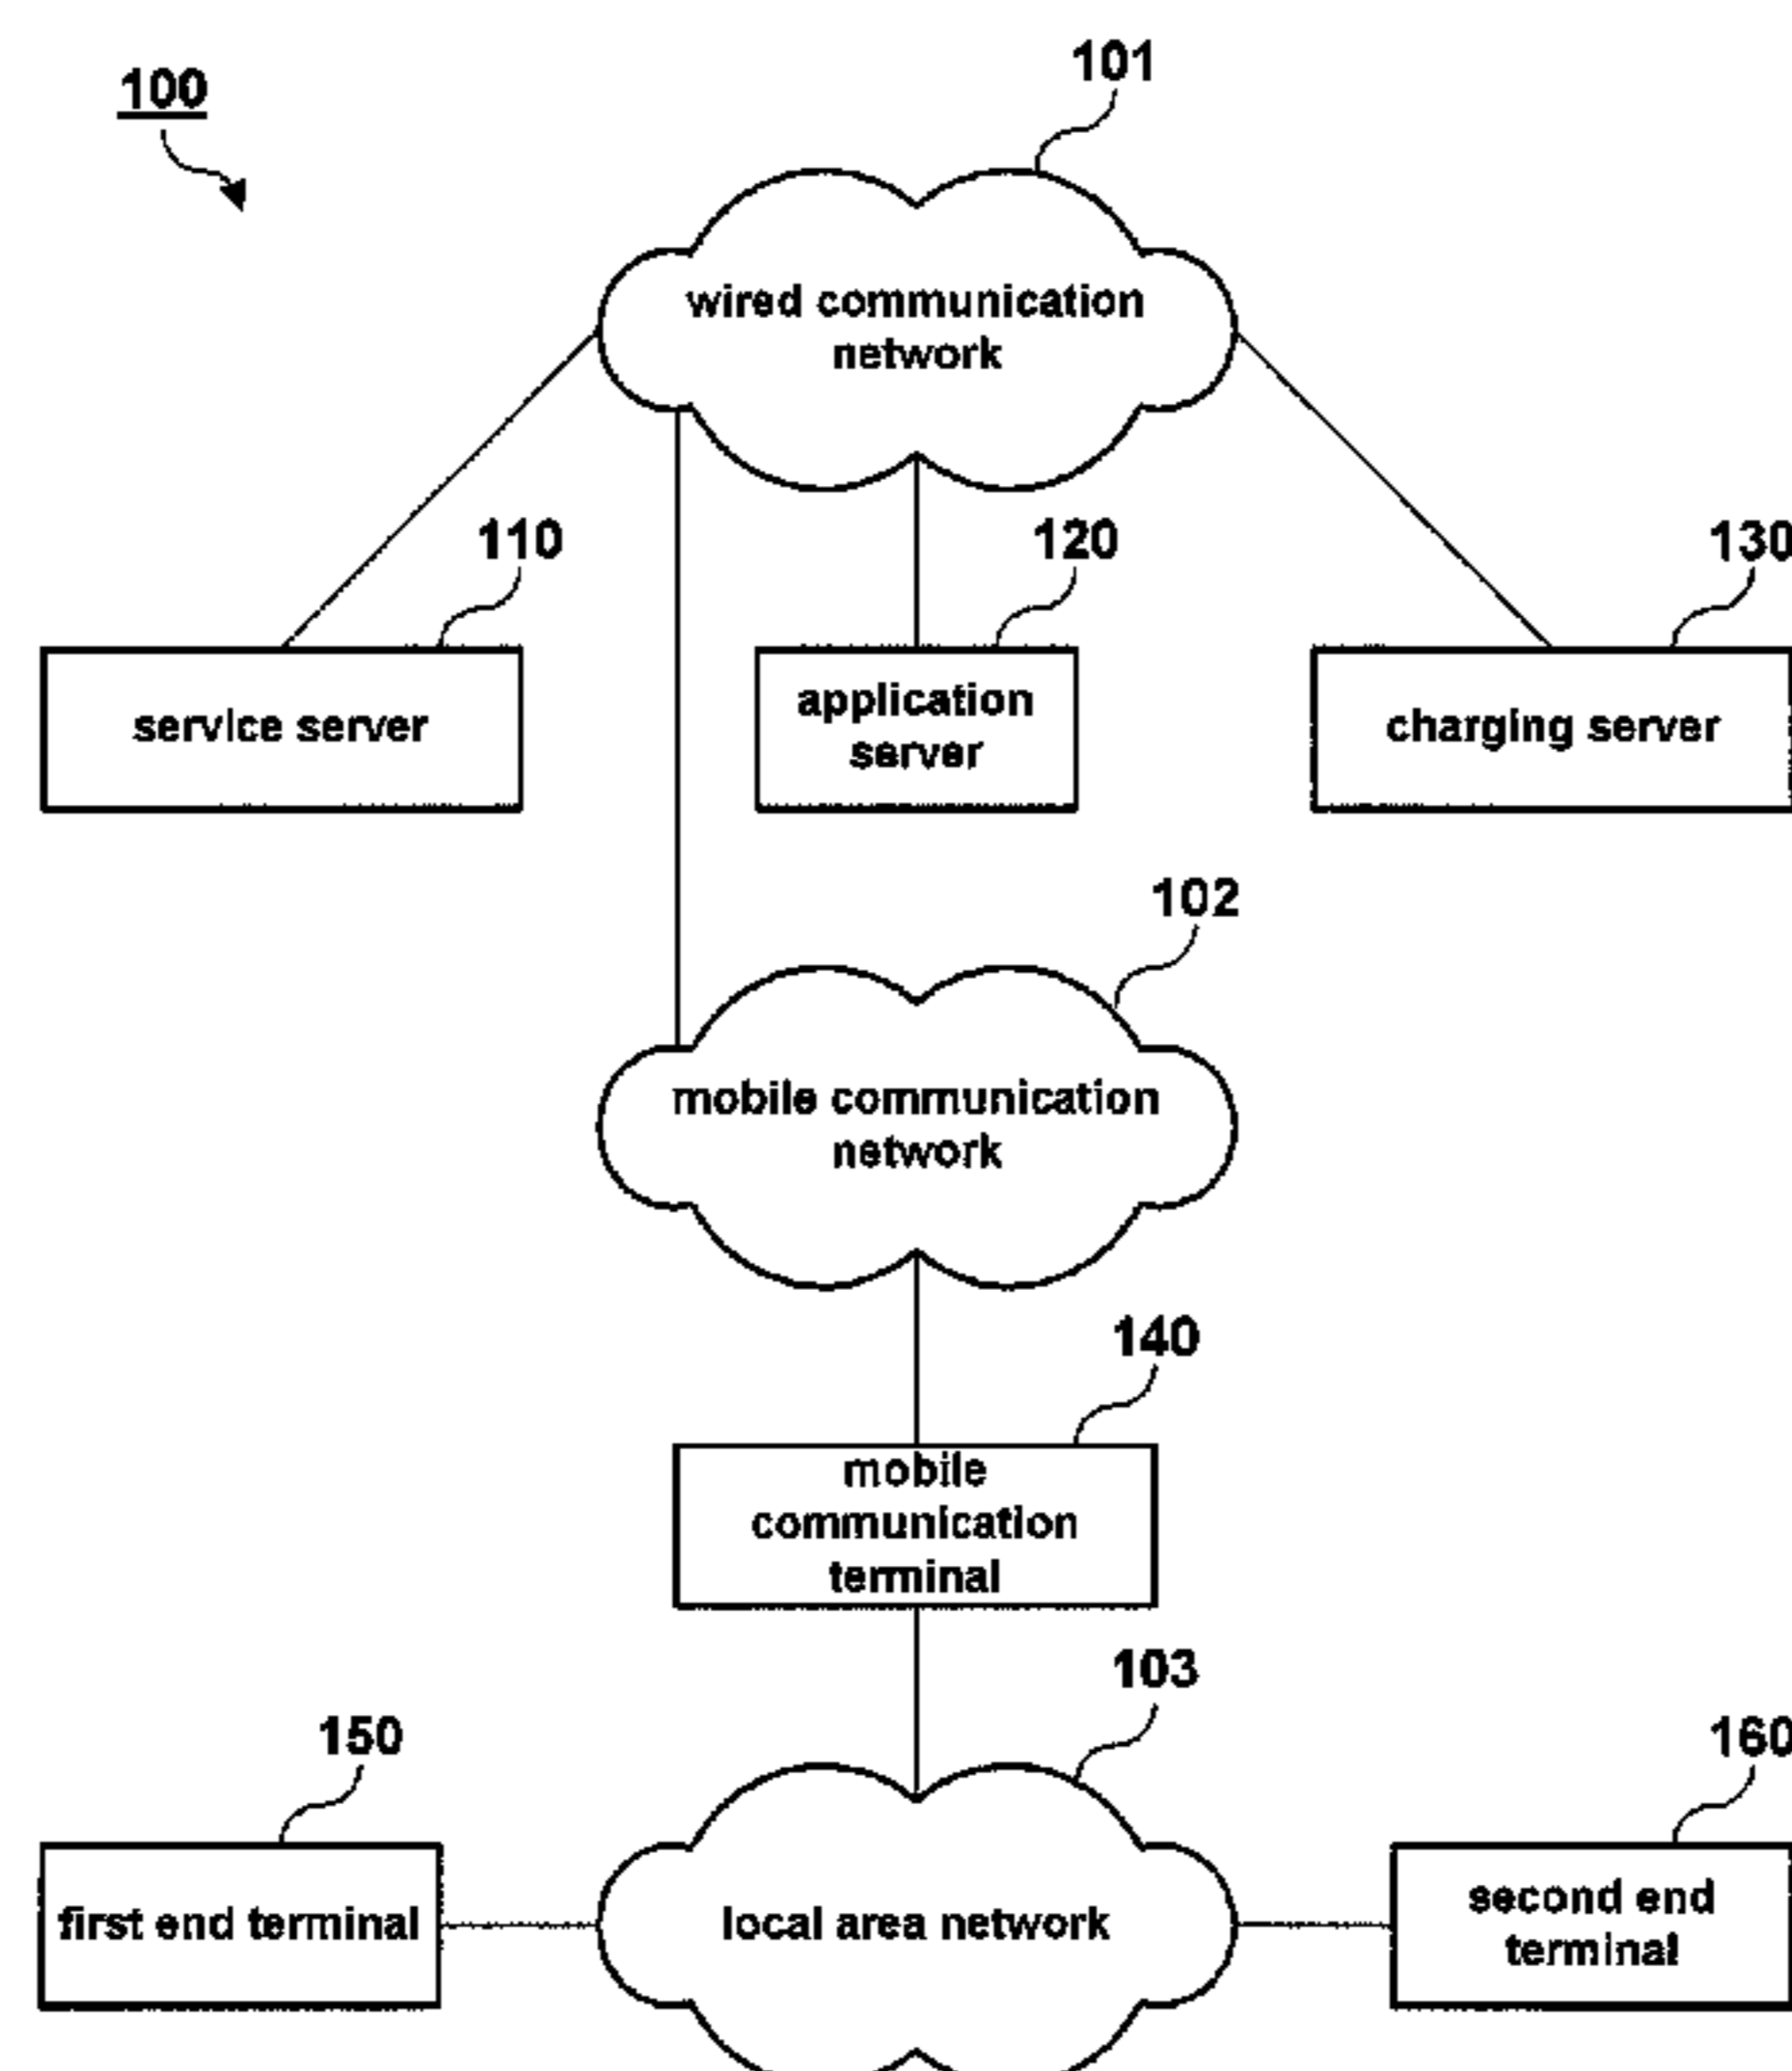 101
100
wired communication
network
110
120
130
service server
application
server
charging server
102
mobile communication
network
140
mobile
communication
terminal
103
150
160
first end terminal
local area network
second end
terminal